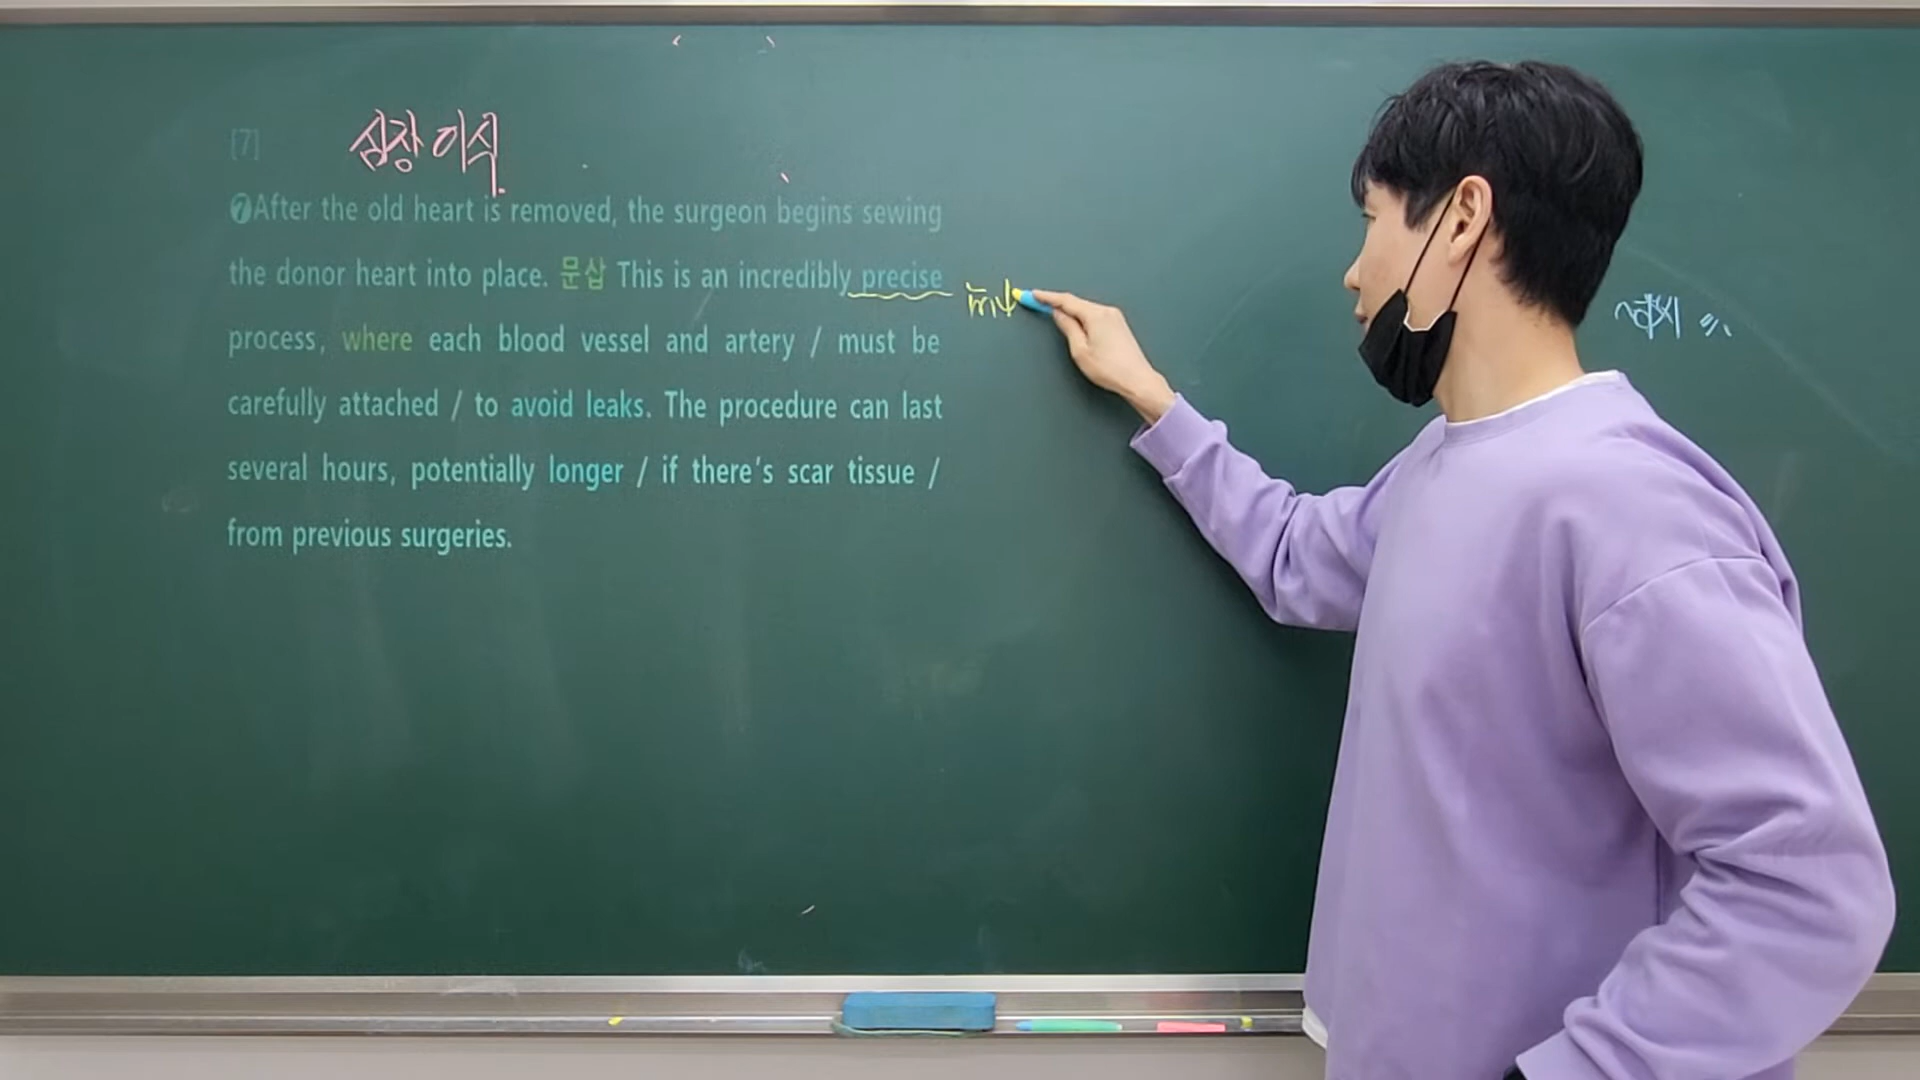 [7]
심장 이식
❼After the old heart is removed, the surgeon begins sewing
the donor heart into place. 문삽 This is an incredibly precise
process, where each blood vessel and artery / must be
carefully attached / to avoid leaks. The procedure can last
several hours, potentially longer / if there's scar tissue /
from previous surgeries.